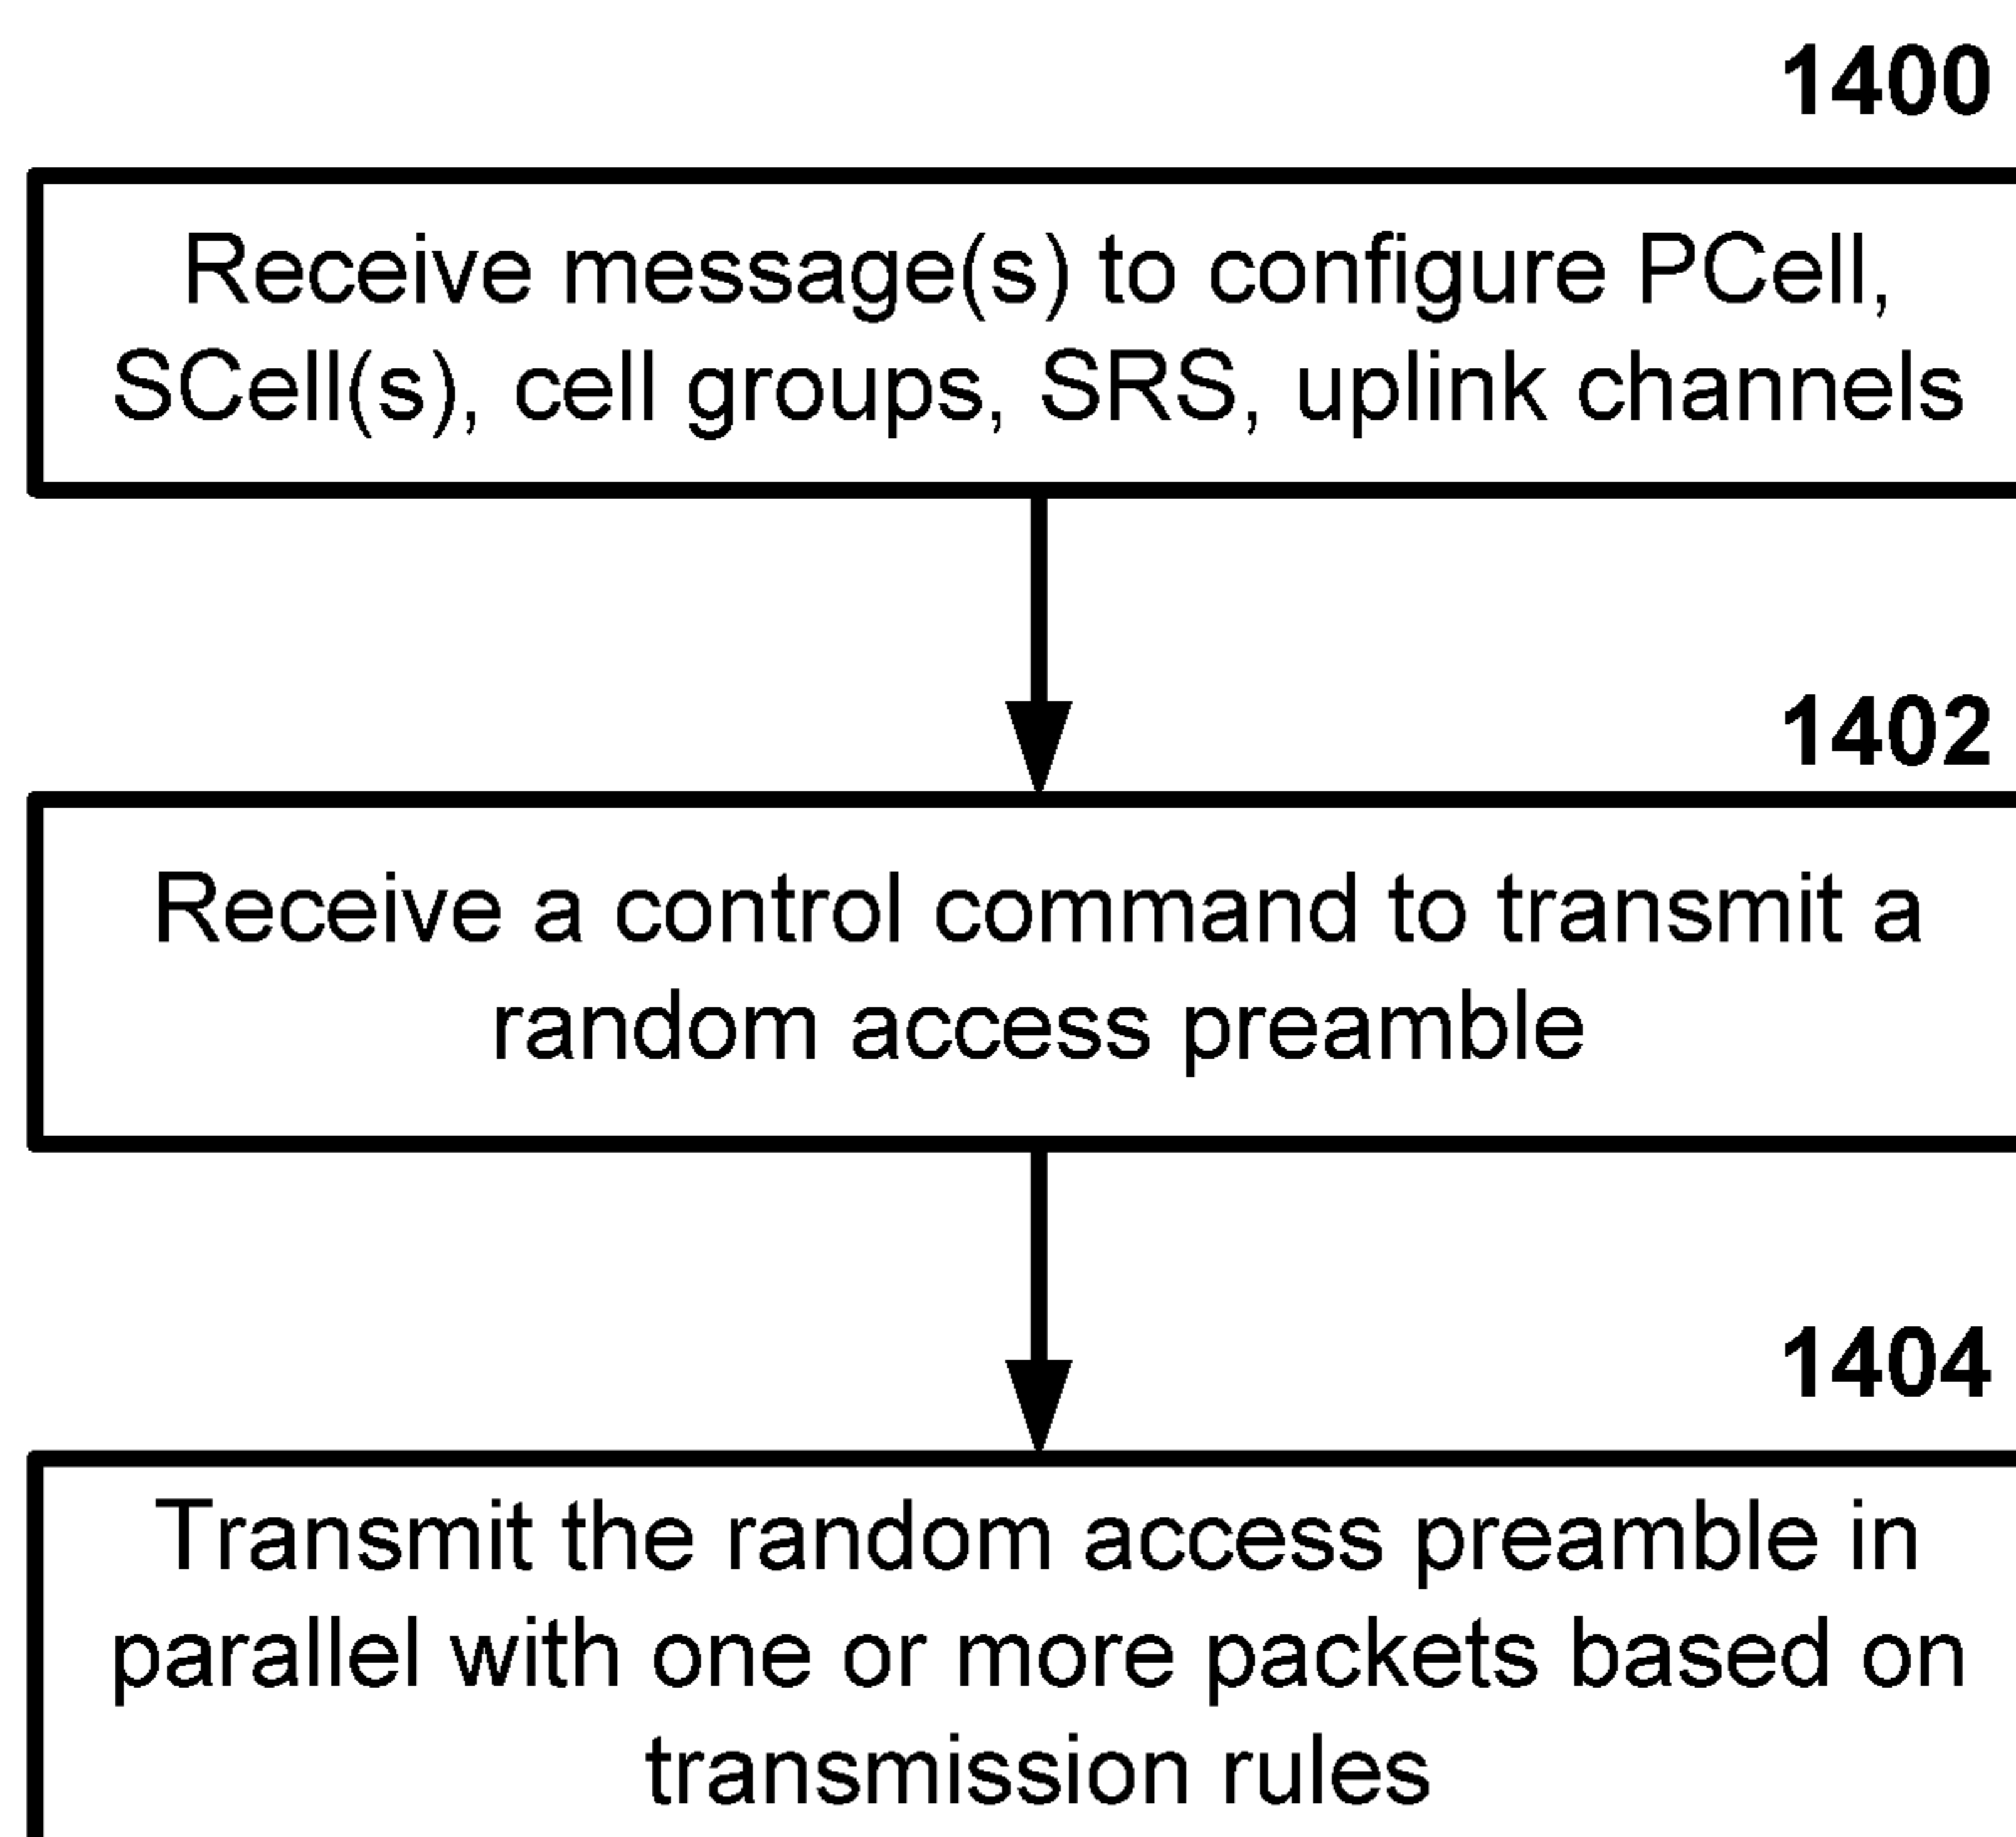 1400
Receive message(s) to configure PCell,
SCell(s), cell groups, SRS, uplink channels
1402
Receive a control command to transmit a
random access preamble
1404
Transmit the random access preamble in
parallel with one or more packets based on
transmission rules